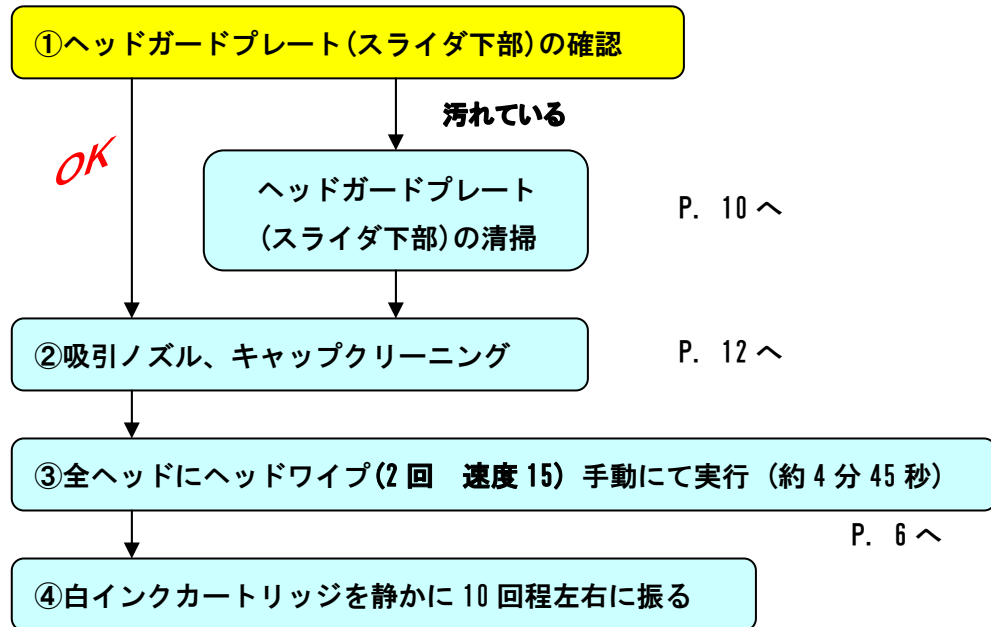 ①ヘッドガードプレート(スライダ下部)の確認
汚れている
OK
ヘッドガードプレート
(スライダ下部)の清掃
P. 10 へ
②吸引ノズル、キャップクリーニング
P. 12 へ
③全ヘッドにヘッドワイプ(2 回　速度 15) 手動にて実行 (約 4 分 45 秒)
P. 6 へ
④白インクカートリッジを静かに 10 回程左右に振る